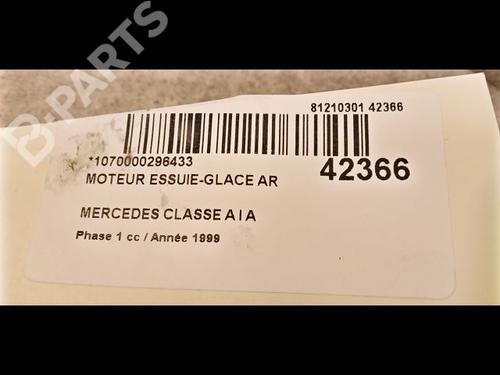 B-PARTS
81210301 42366
*1070000296433
42366
MOTEUR ESSUIE-GLACE AR
MERCEDES CLASSE A I A
Phase 1 cc / Année 1999